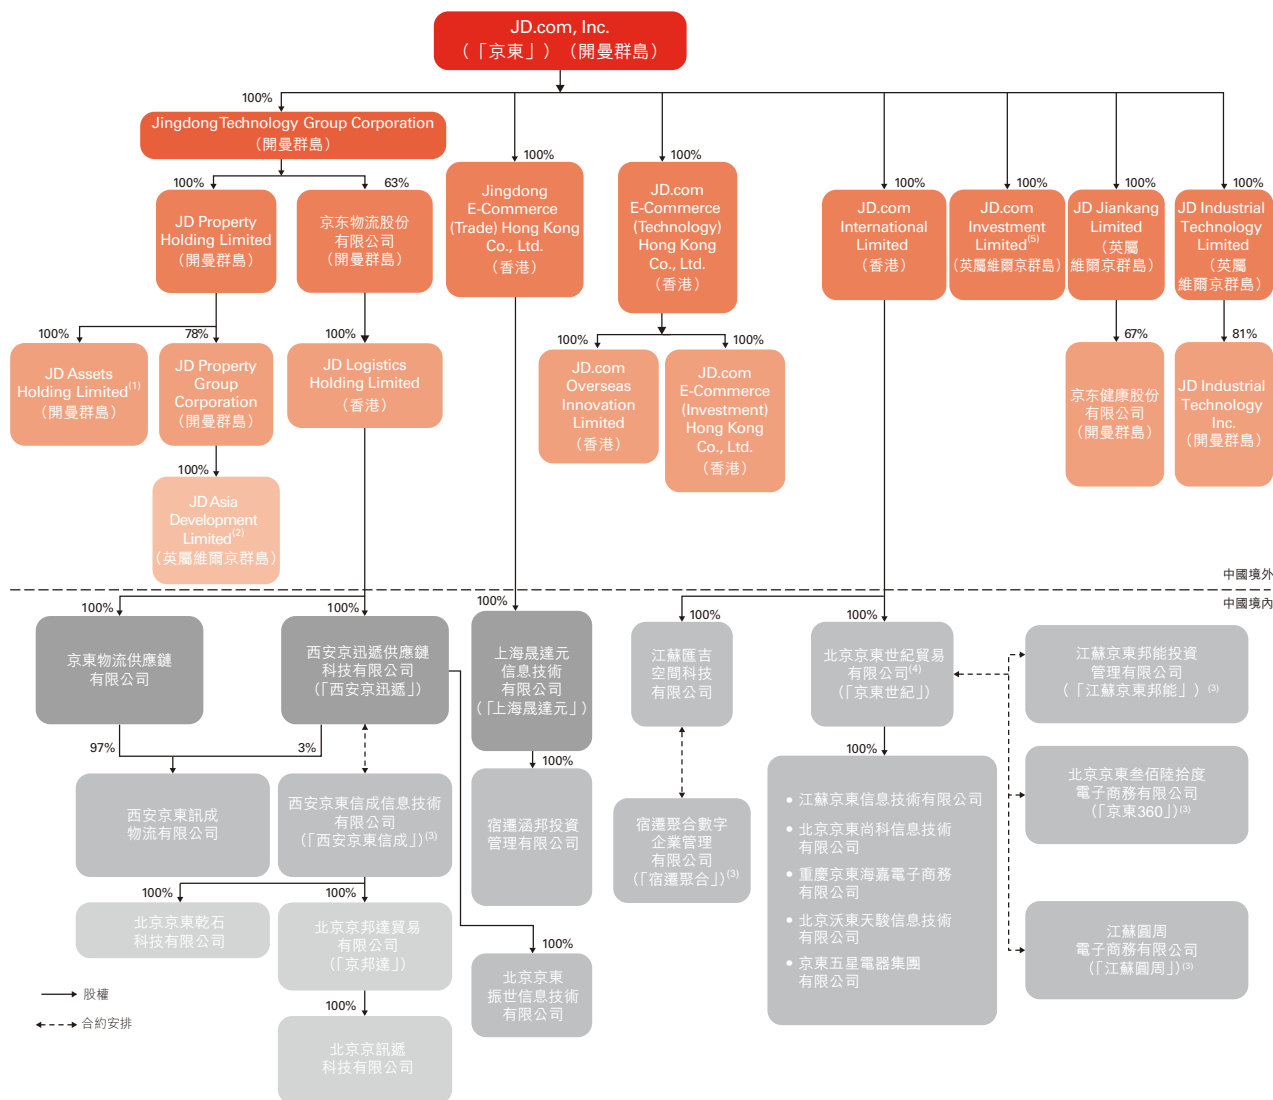 JD.com, Inc.
（「京東」）（開曼群島）
100%
Jingdong Technology Group Corporation
（開曼群島）
100%
63%
100%
100%
100%
100%
100%
100%
JD Property
Holding Limited
（開曼群島）
京东物流股份
有限公司
（開曼群島）
Jingdong
E-Commerce
(Trade) Hong Kong
Co., Ltd.
（香港）
JD.com
E-Commerce
(Technology)
Hong Kong
Co., Ltd.
（香港）
JD.com
International
Limited
（香港）
JD.com
Investment
Limited(5)
（英屬維爾京群島）
JD Jiankang
Limited
（英屬
維爾京群島）
JD Industrial
Technology
Limited
（英屬
維爾京群島）
100%
78%
100%
100%
100%
67%
81%
JD Assets
Holding Limited(1)
（開曼群島）
JD Property
Group
Corporation
（開曼群島）
JD Logistics
Holding Limited
（香港）
JD.com
Overseas
Innovation
Limited
（香港）
JD.com
E-Commerce
(Investment)
Hong Kong
Co., Ltd.
（香港）
京东健康股份
有限公司
（開曼群島）
JD Industrial
Technology
Inc.
（開曼群島）
100%
JD Asia
Development
Limited(2)
（英屬維爾京群島）
中國境外
中國境內
100%
100%
100%
100%
100%
京東物流供應鏈
有限公司
西安京迅遞供應鏈
科技有限公司
（「西安京迅遞」）
上海晟達元
信息技術
有限公司
（「上海晟達元」）
江蘇匯吉
空間科技
有限公司
北京京東世紀貿易
有限公司(4)
（「京東世紀」）
江蘇京東邦能投資
管理有限公司
（「江蘇京東邦能」）(3)
97%
3%
100%
100%
西安京東訊成
物流有限公司
西安京東信成信息技術
有限公司
（「西安京東信成」）(3)
宿遷涵邦投資
管理有限公司
宿遷聚合數字
企業管理
有限公司
（「宿遷聚合」）(3)
• 江蘇京東信息技術有限公司
• 北京京東尚科信息技術
有限公司
• 重慶京東海嘉電子商務
有限公司
• 北京沃東天駿信息技術
有限公司
• 京東五星電器集團
有限公司
北京京東叁佰陸拾度
電子商務有限公司
（「京東360」）(3)
100%
100%
北京京東乾石
科技有限公司
北京京邦達貿易
有限公司
（「京邦達」）
100%
北京京東
振世信息技術
有限公司
江蘇圓周
電子商務有限公司
（「江蘇圓周」）(3)
100%
北京京訊遞
科技有限公司
股權
合約安排